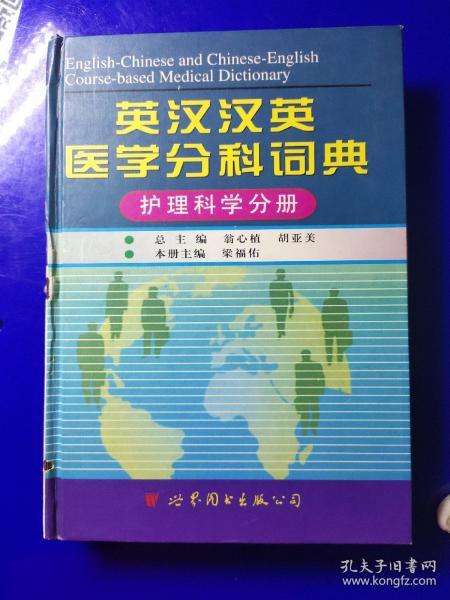 English-Chinese and Chinese-English
Course-based Medical Dictionary
英汉汉英
医学分科词典
护理科学分册
总主编 翁心植 胡亚美
本册主编 梁福佑
世界图书出版公司
孔夫子旧书网
www.kongfz.com